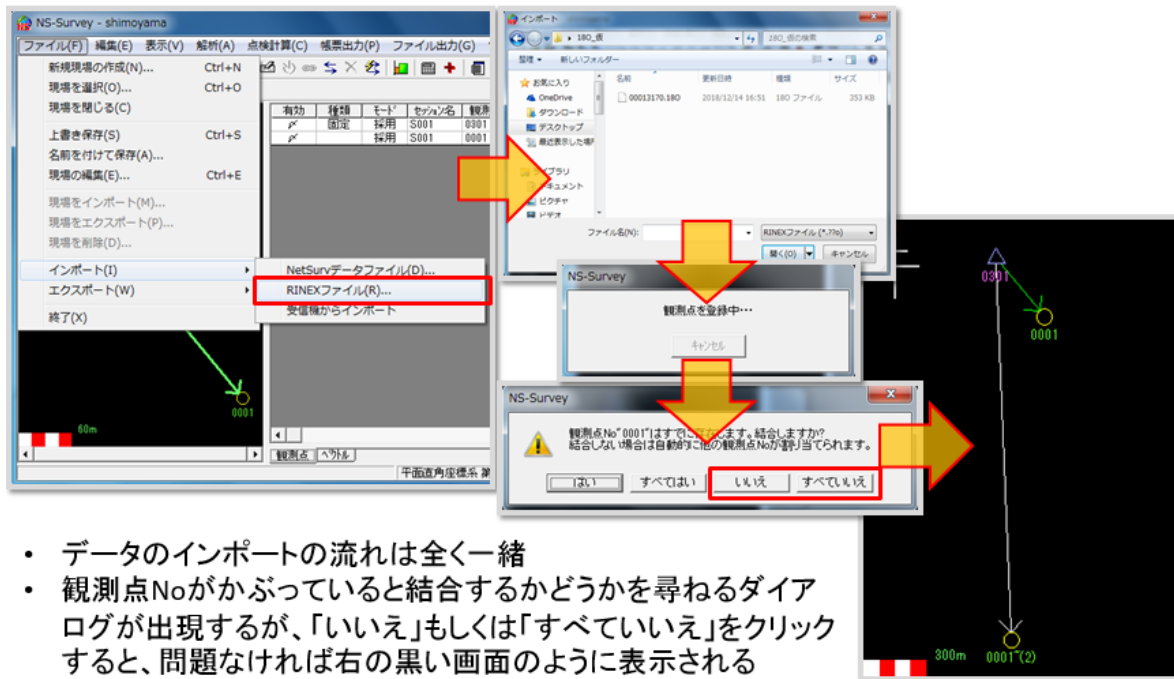 NS-Survey - shimoyama
ファイル(F) 編集(E) 表示(V) 解析(A) 点検計算(C) 帳票出力(P) ファイル出力(G)
新規現場の作成(N)... Ctrl+N
現場を選択(O)... Ctrl+O
現場を閉じる(C)
上書き保存(S) Ctrl+S
名前を付けて保存(A)...
現場の編集(E)... Ctrl+E
現場をインポート(M)...
現場をエクスポート(P)...
現場を削除(D)...
インポート(I)
エクスポート(W)
終了(X)
NetSurvデータファイル(D)...
RINEXファイル(R)...
受信機からインポート
有効 種類 モード セッション名 観測
固定 採用 S001 0301
採用 S001 0001
0001
60m
観測点 ベクトル
平面直角座標系 第
インポート
18O_仮
18O_仮の検索
整理 新しいフォルダー
お気に入り
OneDrive
ダウンロード
デスクトップ
最近表示した場
ライブラリ
ドキュメント
ピクチャ
ビデオ
名前 更新日時 種類 サイズ
00013170.18O 2018/12/14 16:51 18O ファイル 353 KB
ファイル名(N):
RINEXファイル (*.??o)
開く(O) キャンセル
NS-Survey
観測点を登録中・・・
キャンセル
NS-Survey
観測点No"0001"はすでに存在します。結合しますか?
結合しない場合は自動的に他の観測点Noが割り当てられます。
はい すべてはい いいえ すべていいえ
0301
0001
300m 0001~(2)
• データのインポートの流れは全く一緒
• 観測点Noがかぶっていると結合するかどうかを尋ねるダイア
ログが出現するが、「いいえ」もしくは「すべていいえ」をクリック
すると、問題なければ右の黒い画面のように表示される